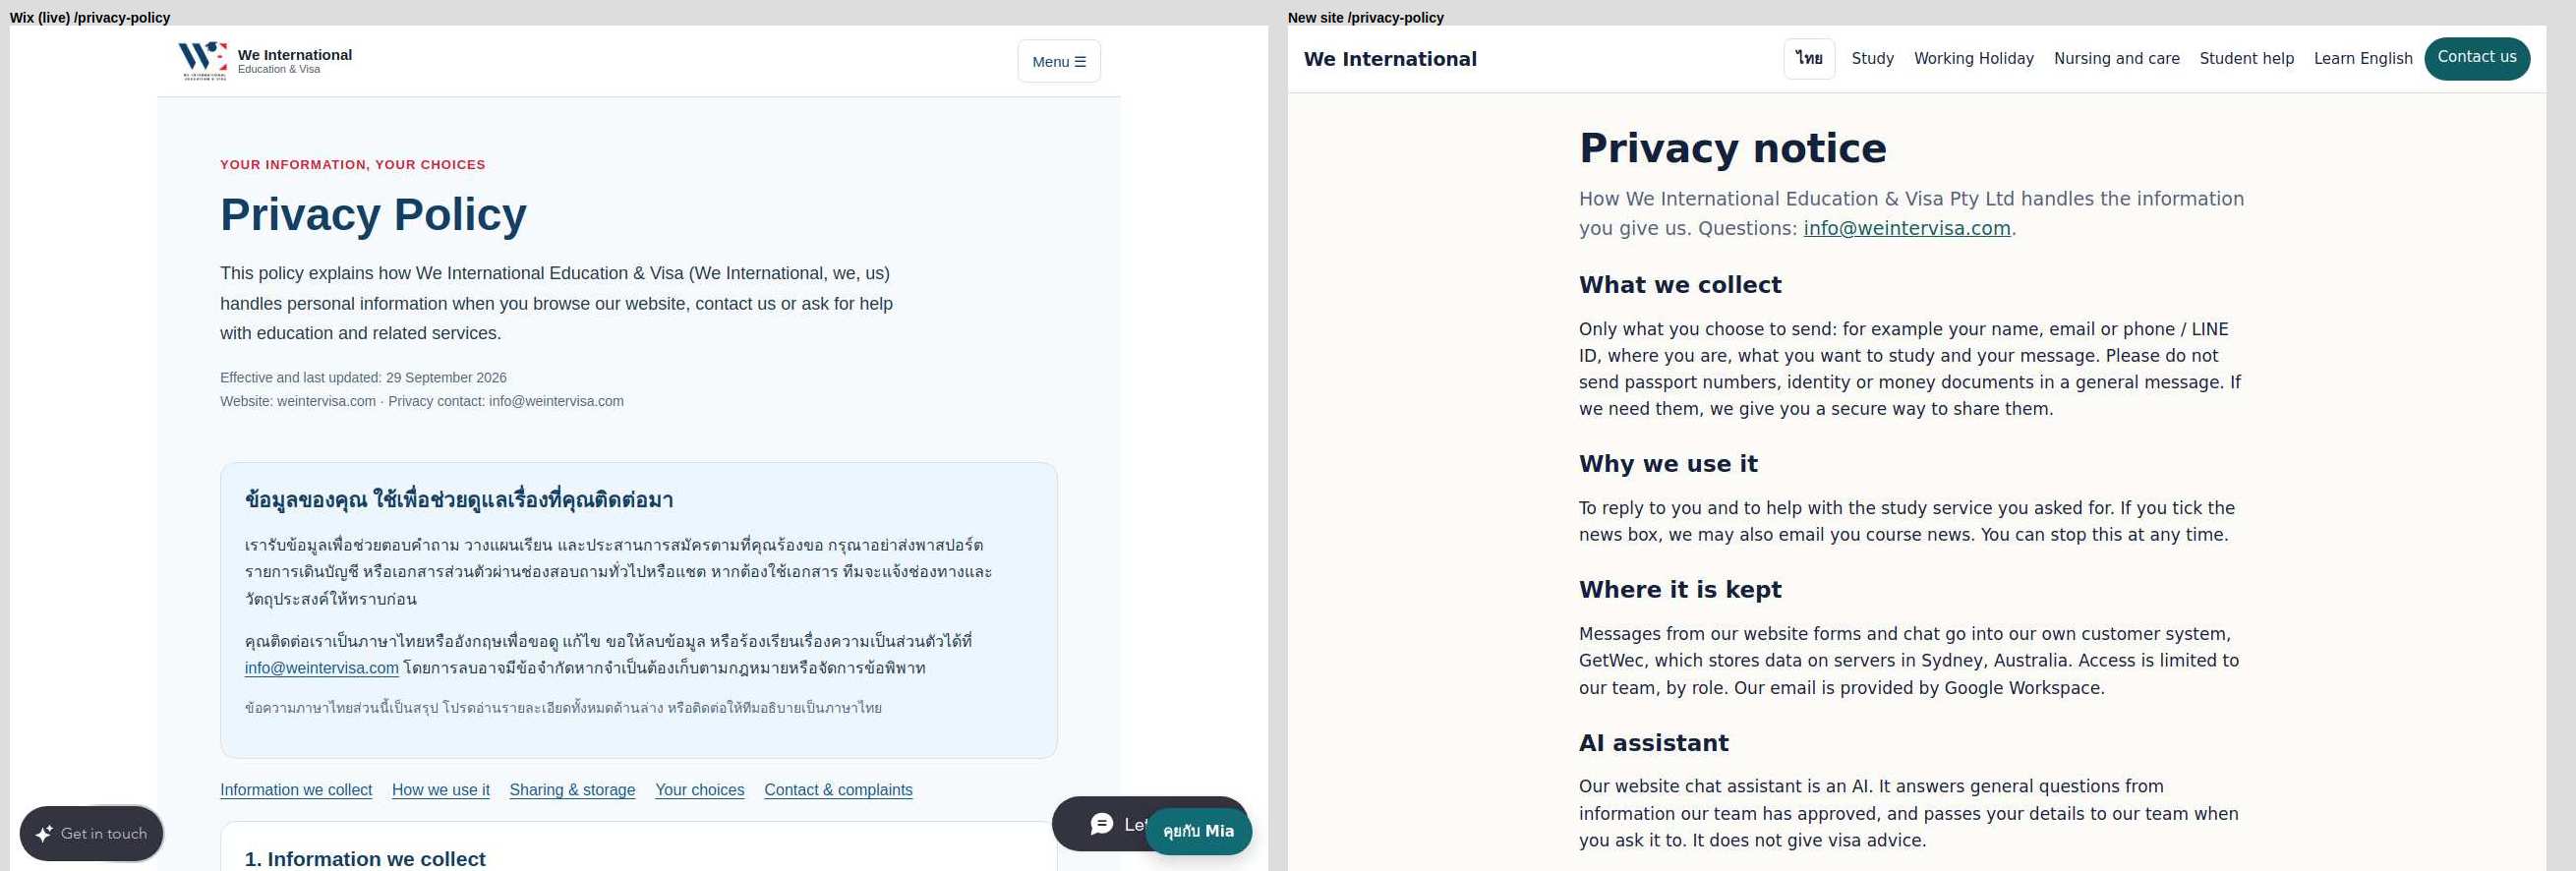 Wix (live) /privacy-policy
We International
Education & Visa
WE INTERNATIONAL
EDUCATION & VISA
Menu ☰
YOUR INFORMATION, YOUR CHOICES
Privacy Policy
This policy explains how We International Education & Visa (We International, we, us)
handles personal information when you browse our website, contact us or ask for help
with education and related services.
Effective and last updated: 29 September 2026
Website: weintervisa.com · Privacy contact: info@weintervisa.com
ข้อมูลของคุณ ใช้เพื่อช่วยดูแลเรื่องที่คุณติดต่อมา
เรารับข้อมูลเพื่อช่วยตอบคำถาม วางแผนเรียน และประสานการสมัครตามที่คุณร้องขอ กรุณาอย่าส่งพาสปอร์ต
รายการเดินบัญชี หรือเอกสารส่วนตัวผ่านช่องสอบถามทั่วไปหรือแชต หากต้องใช้เอกสาร ทีมจะแจ้งช่องทางและ
วัตถุประสงค์ให้ทราบก่อน
คุณติดต่อเราเป็นภาษาไทยหรืออังกฤษเพื่อขอดู แก้ไข ขอให้ลบข้อมูล หรือร้องเรียนเรื่องความเป็นส่วนตัวได้ที่
info@weintervisa.com โดยการลบอาจมีข้อจำกัดหากจำเป็นต้องเก็บตามกฎหมายหรือจัดการข้อพิพาท
ข้อความภาษาไทยส่วนนี้เป็นสรุป โปรดอ่านรายละเอียดทั้งหมดด้านล่าง หรือติดต่อให้ทีมอธิบายเป็นภาษาไทย
Information we collect How we use it Sharing & storage Your choices Contact & complaints
1. Information we collect
Get in touch
คุยกับ Mia
New site /privacy-policy
We International
ไทย Study Working Holiday Nursing and care Student help Learn English Contact us
Privacy notice
How We International Education & Visa Pty Ltd handles the information
you give us. Questions: info@weintervisa.com.
What we collect
Only what you choose to send: for example your name, email or phone / LINE
ID, where you are, what you want to study and your message. Please do not
send passport numbers, identity or money documents in a general message. If
we need them, we give you a secure way to share them.
Why we use it
To reply to you and to help with the study service you asked for. If you tick the
news box, we may also email you course news. You can stop this at any time.
Where it is kept
Messages from our website forms and chat go into our own customer system,
GetWec, which stores data on servers in Sydney, Australia. Access is limited to
our team, by role. Our email is provided by Google Workspace.
AI assistant
Our website chat assistant is an AI. It answers general questions from
information our team has approved, and passes your details to our team when
you ask it to. It does not give visa advice.